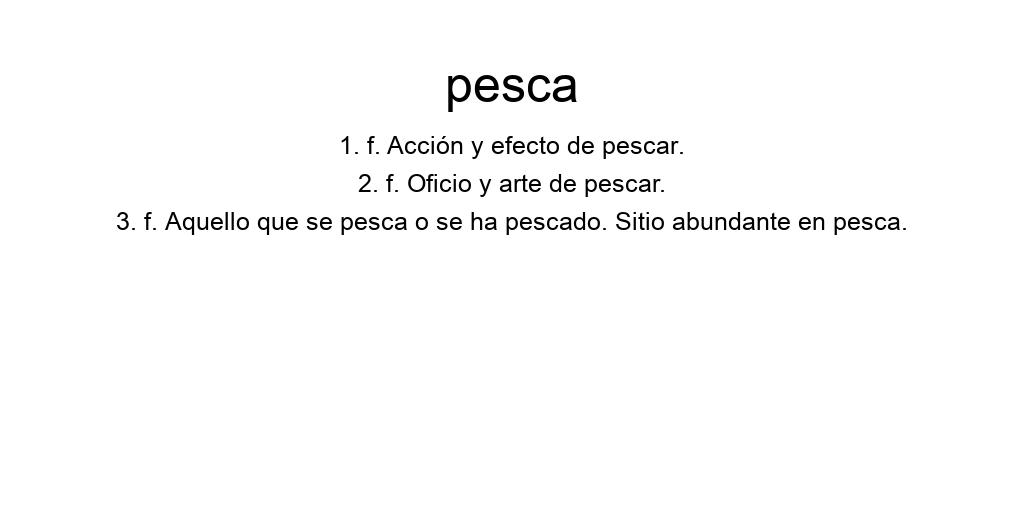 pesca
1. f. Acción y efecto de pescar.
2. f. Oficio y arte de pescar.
3. f. Aquello que se pesca o se ha pescado. Sitio abundante en pesca.